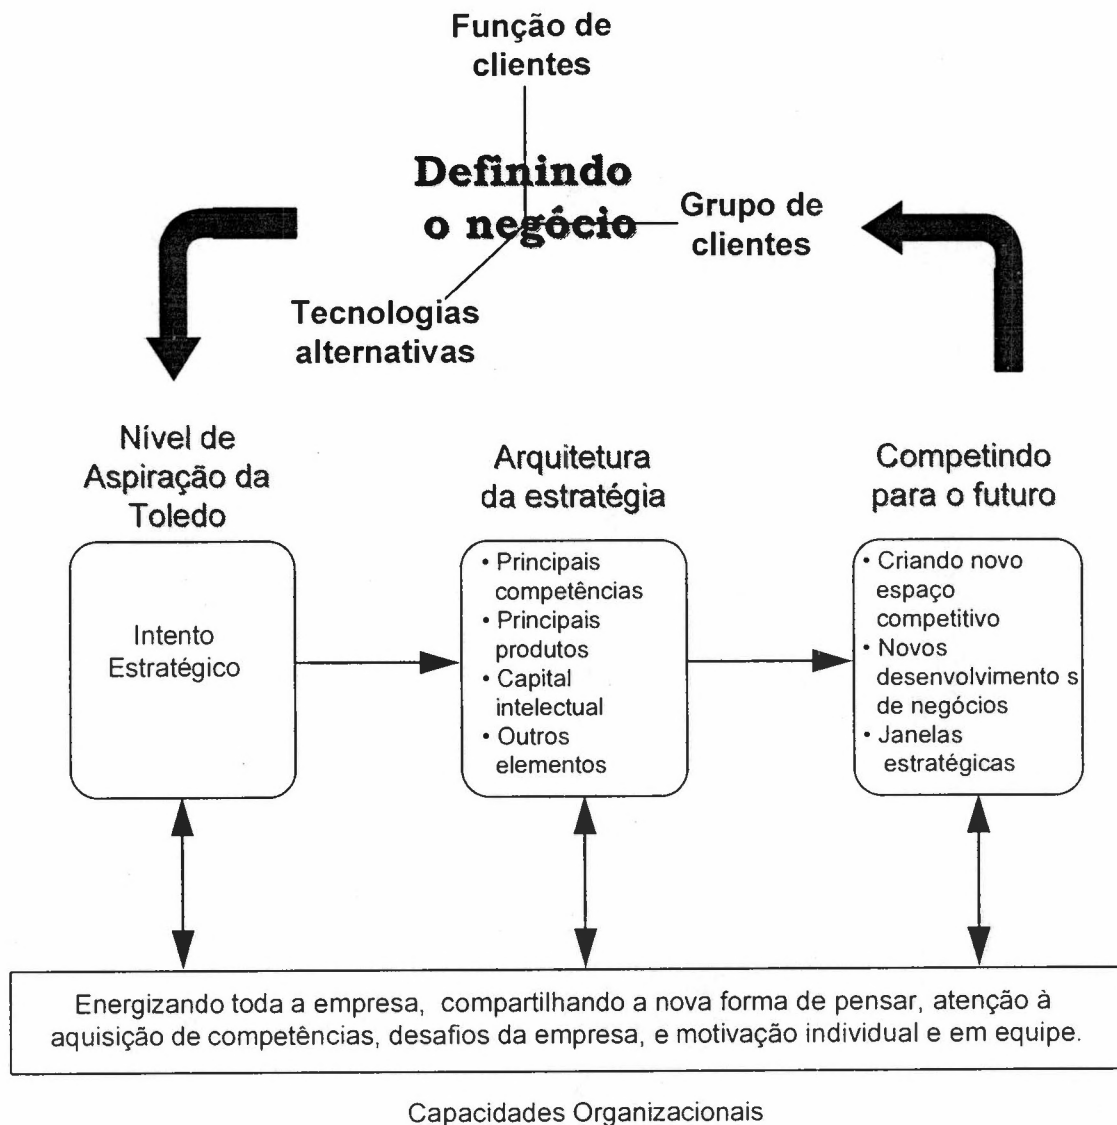 Função de
clientes
Definindo
o negócio
Grupo de
clientes
Tecnologias
alternativas
Nível de
Aspiração da
Toledo
Intento
Estratégico
Arquitetura
da estratégia
• Principais
competências
• Principais
produtos
• Capital
intelectual
• Outros
elementos
Competindo
para o futuro
• Criando novo
espaço
competitivo
• Novos
desenvolvimento s
de negócios
• Janelas
estratégicas
Energizando toda a empresa, compartilhando a nova forma de pensar, atenção à
aquisição de competências, desafios da empresa, e motivação individual e em equipe.
Capacidades Organizacionais